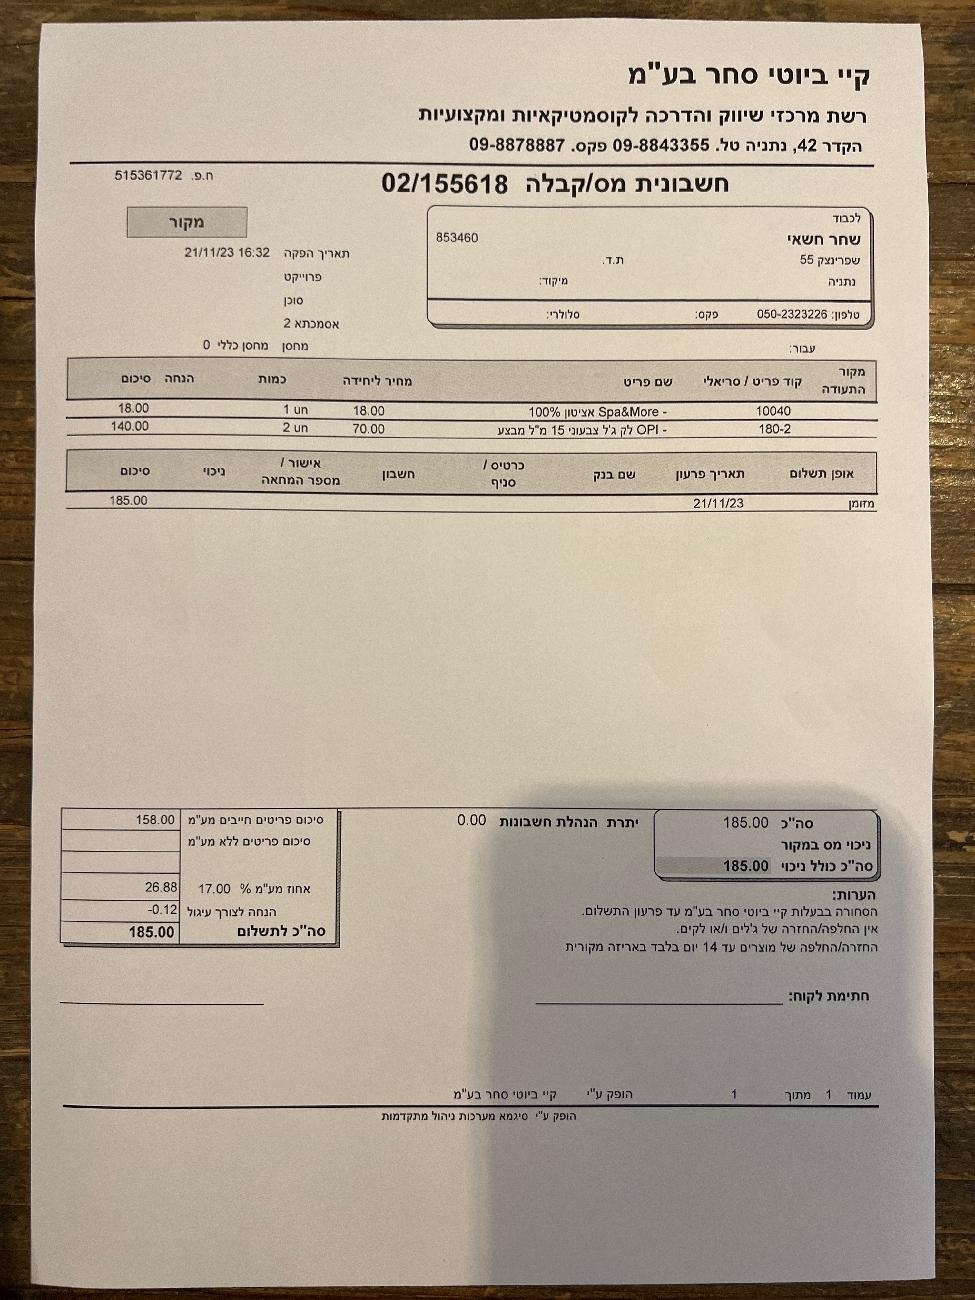 קיי ביוטי סחר בע"מ
רשת מרכזי שיווק והדרכה לקוסמטיקאיות ומקצועיות
הקדר 42, נתניה טל. 09-8843355 פקס. 09-8878887
ח.פ. 515361772
חשבונית מס/קבלה 02/155618
מקור
לכבוד
שחר חשאי 853460
שפרינצק 55 ת.ד.
נתניה מיקוד:
טלפון: 050-2323226 פקס: סלולרי:
תאריך הפקה 21/11/23 16:32
פרוייקט
סוכן
אסמכתא 2
מחסן מחסן כללי 0
עבור:
מקור התעודה קוד פריט / סריאלי שם פריט מחיר ליחידה כמות הנחה סיכום
10040 - Spa&More אציטון 100% 18.00 1 un 18.00
180-2 - OPI לק ג'ל צבעוני 15 מ"ל מבצע 70.00 2 un 140.00
אופן תשלום תאריך פרעון שם בנק כרטיס / סניף חשבון אישור / מספר המחאה ניכוי סיכום
מזומן 21/11/23 185.00
סה"כ 185.00
ניכוי מס במקור
סה"כ כולל ניכוי 185.00
יתרת הנהלת חשבונות 0.00
סיכום פריטים חייבים מע"מ 158.00
סיכום פריטים ללא מע"מ
אחוז מע"מ % 17.00 26.88
הנחה לצורך עיגול -0.12
סה"כ לתשלום 185.00
הערות:
הסחורה בבעלות קיי ביוטי סחר בע"מ עד פרעון התשלום.
אין החלפה/החזרה של ג'לים ו/או לקים.
החזרה/החלפה של מוצרים עד 14 יום בלבד באריזה מקורית
חתימת לקוח:
עמוד 1 מתוך 1 הופק ע"י קיי ביוטי סחר בע"מ
הופק ע"י סיגמא מערכות ניהול מתקדמות